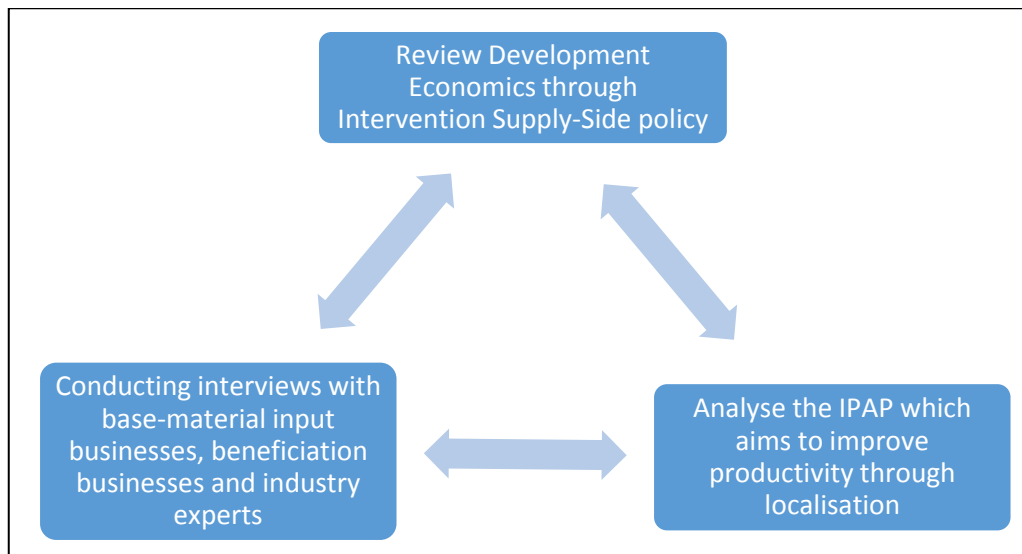 Review Development
Economics through
Intervention Supply-Side policy
Conducting interviews with
base-material input
businesses, beneficiation
businesses and industry
experts
Analyse the IPAP which
aims to improve
productivity through
localisation